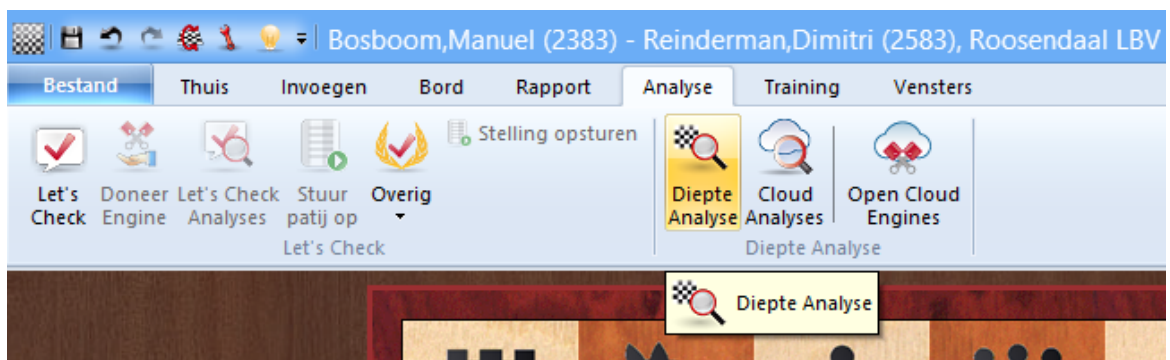 Bosboom,Manuel (2383) - Reinderman,Dimitri (2583), Roosendaal LBV
Bestand Thuis Invoegen Bord Rapport Analyse Training Vensters
Stelling opsturen
Let's Check
Doneer Engine
Let's Check Analyses
Stuur patij op
Overig
Let's Check
Diepte Analyse
Cloud Analyses
Open Cloud Engines
Diepte Analyse
Diepte Analyse